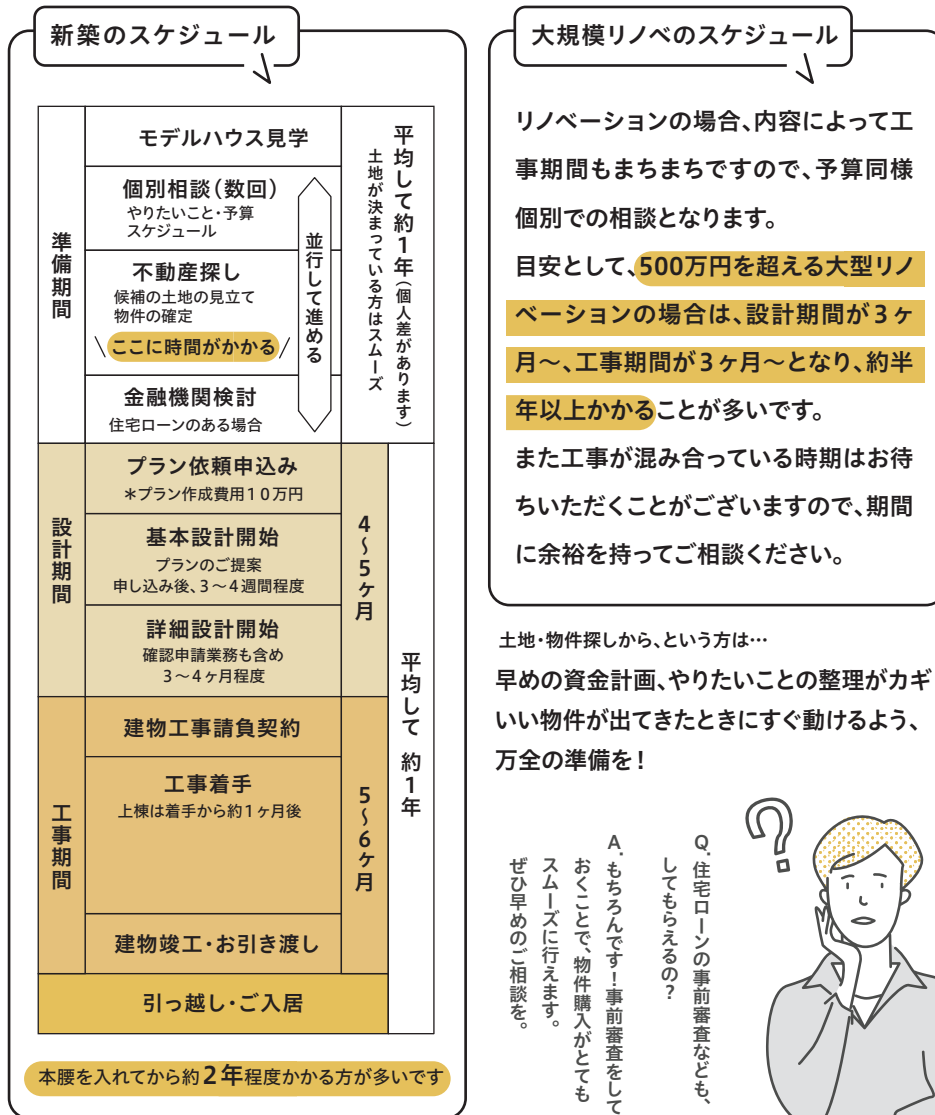 新築のスケジュール
準備期間
モデルハウス見学
個別相談（数回）
やりたいこと・予算
スケジュール
不動産探し
候補の土地の見立て
物件の確定
ここに時間がかかる
金融機関検討
住宅ローンのある場合
並行して進める
平均して約1年（個人差があります）
土地が決まっている方はスムーズ
設計期間
プラン依頼申込み
＊プラン作成費用10万円
基本設計開始
プランのご提案
申し込み後、3～4週間程度
詳細設計開始
確認申請業務も含め
3～4ヶ月程度
4～5ヶ月
工事期間
建物工事請負契約
工事着手
上棟は着手から約1ヶ月後
建物竣工・お引き渡し
5～6ヶ月
引っ越し・ご入居
平均して 約1年
本腰を入れてから約2年程度かかる方が多いです
大規模リノベのスケジュール
リノベーションの場合、内容によって工
事期間もまちまちですので、予算同様
個別での相談となります。
目安として、500万円を超える大型リノ
ベーションの場合は、設計期間が3ヶ
月～、工事期間が3ヶ月～となり、約半
年以上かかることが多いです。
また工事が混み合っている時期はお待
ちいただくことがございますので、期間
に余裕を持ってご相談ください。
土地・物件探しから、という方は…
早めの資金計画、やりたいことの整理がカギ
いい物件が出てきたときにすぐ動けるよう、
万全の準備を！
Q. 住宅ローンの事前審査なども、
してもらえるの？
A. もちろんです！事前審査をして
おくことで、物件購入がとても
スムーズに行えます。
ぜひ早めのご相談を。
?